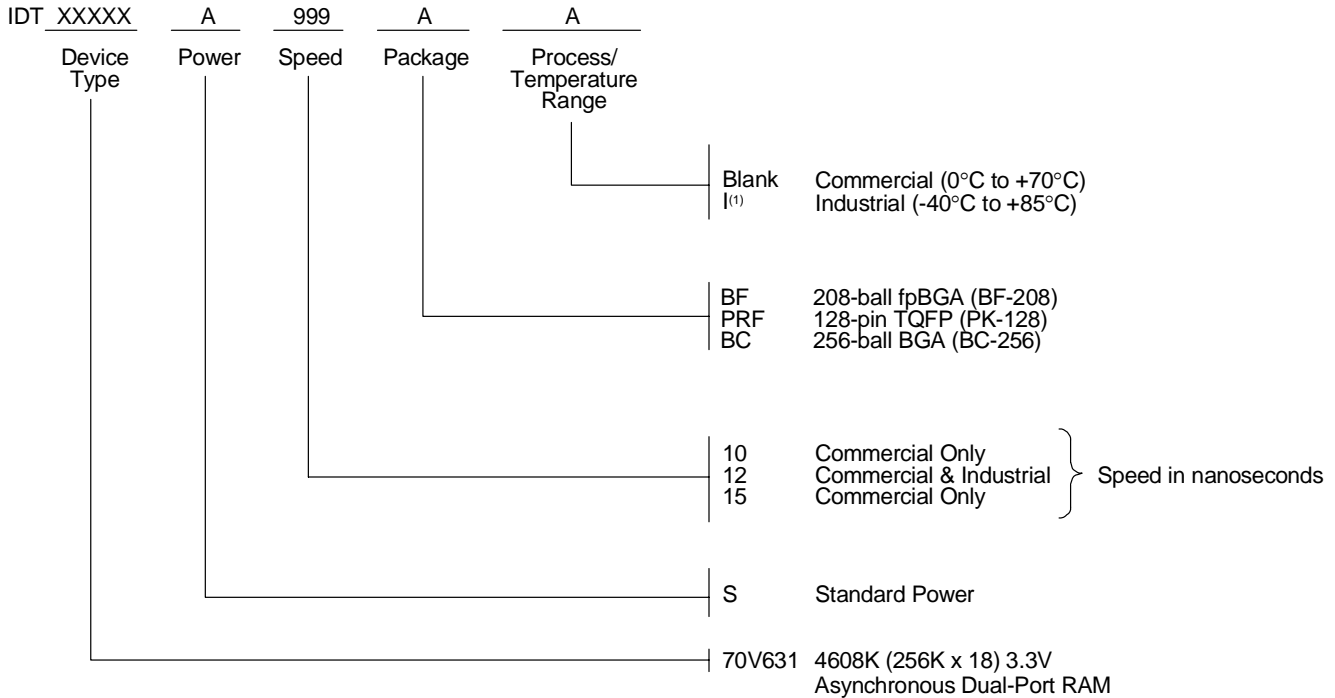 IDT XXXXX A 999 A A
Device Type Power Speed Package Process/ Temperature Range
Blank Commercial (0°C to +70°C)
I(1) Industrial (-40°C to +85°C)
BF 208-ball fpBGA (BF-208)
PRF 128-pin TQFP (PK-128)
BC 256-ball BGA (BC-256)
10 Commercial Only
12 Commercial & Industrial Speed in nanoseconds
15 Commercial Only
S Standard Power
70V631 4608K (256K x 18) 3.3V
Asynchronous Dual-Port RAM